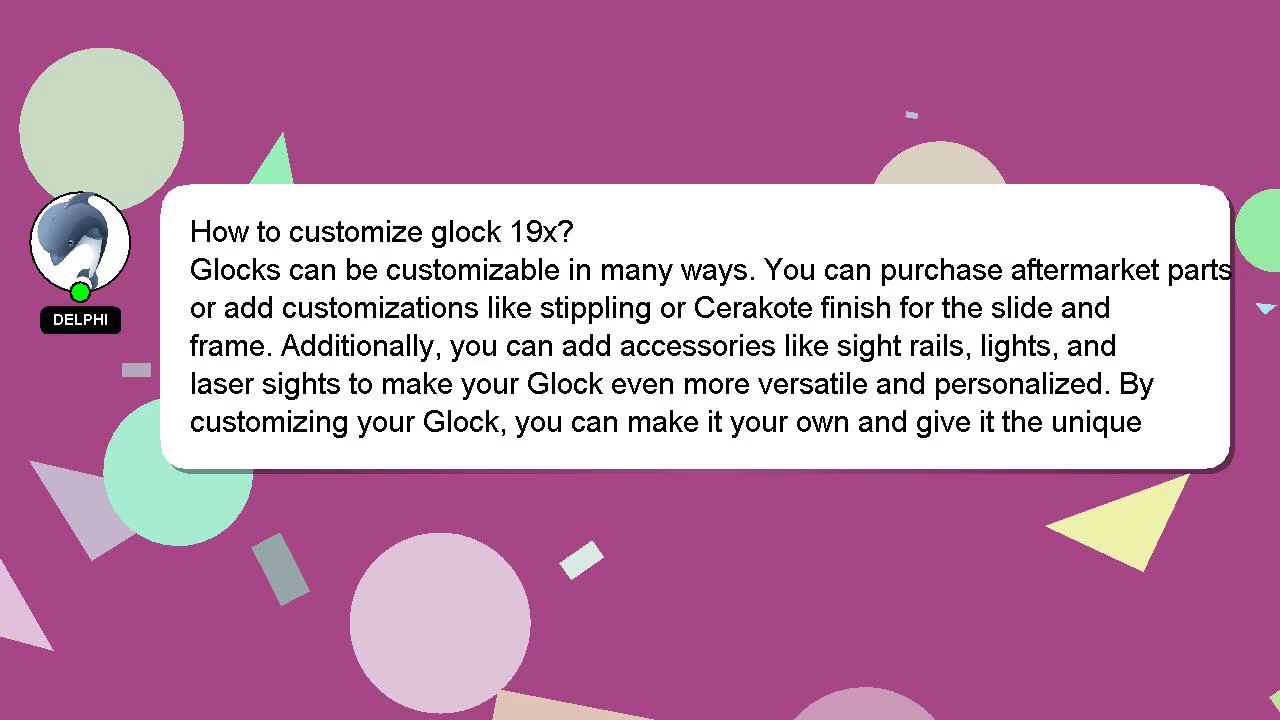 How to customize glock 19x?
Glocks can be customizable in many ways. You can purchase aftermarket parts
or add customizations like stippling or Cerakote finish for the slide and
frame. Additionally, you can add accessories like sight rails, lights, and
laser sights to make your Glock even more versatile and personalized. By
customizing your Glock, you can make it your own and give it the unique
DELPHI